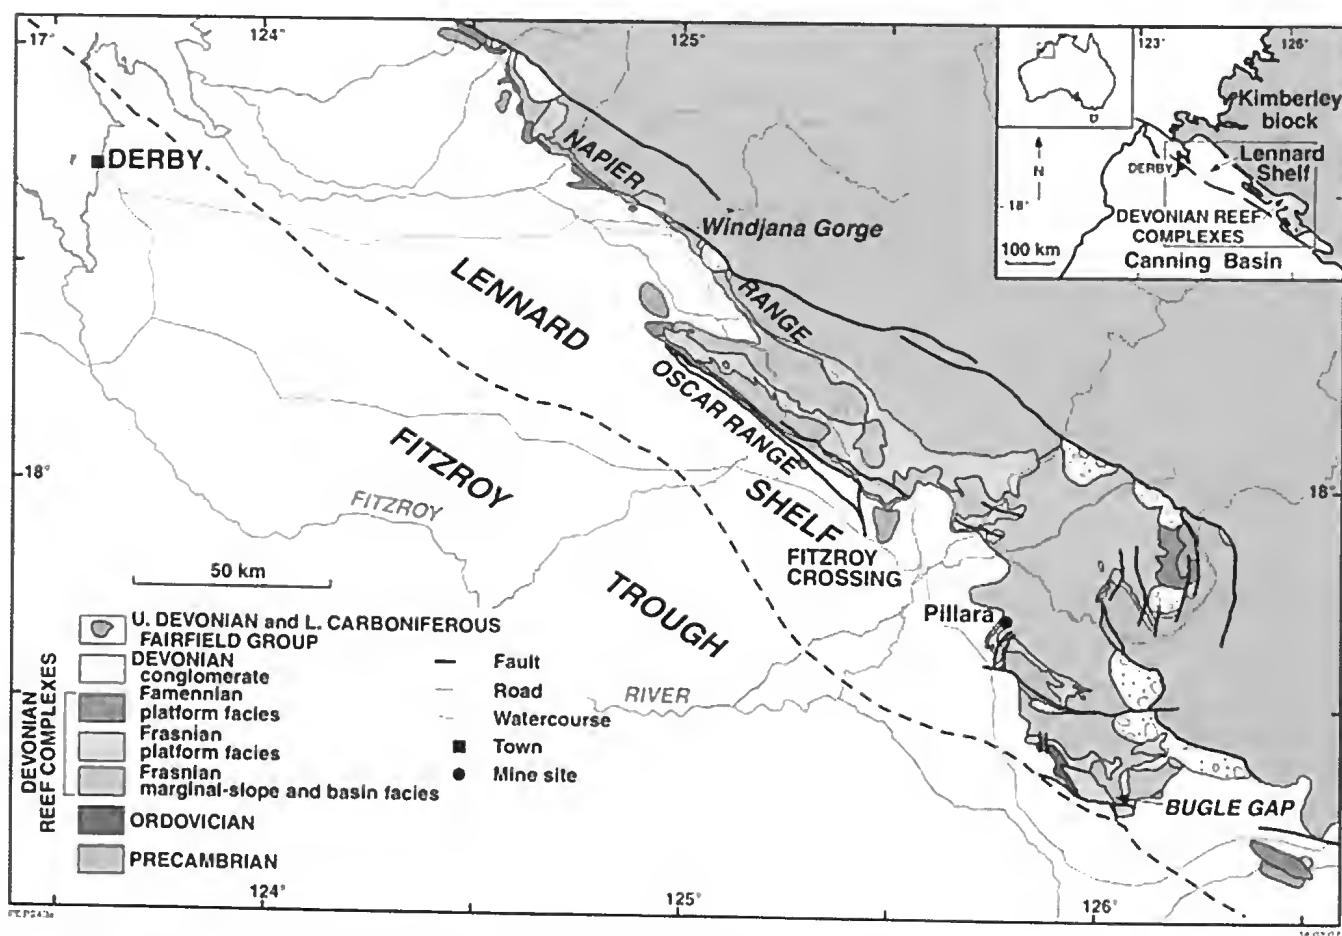 17°
124°
125°
123°
126°
Kimberley
block
Lennard
Shelf
DERBY
N
18°
DEVONIAN REEF
COMPLEXES
100 km
Canning Basin
DERBY
NAPIER
Windjana Gorge
RANGE
LENNARD
OSCAR RANGE
SHELF
FITZROY
TROUGH
18°
18°
FITZROY
RIVER
FITZROY
CROSSING
Pillara
BUGLE GAP
50 km
U. DEVONIAN and L. CARBONIFEROUS
FAIRFIELD GROUP
DEVONIAN
conglomerate
DEVONIAN
REEF COMPLEXES
Famennian
platform facies
Frasnian
platform facies
Frasnian
marginal-slope and basin facies
ORDOVICIAN
PRECAMBRIAN
Fault
Road
Watercourse
Town
Mine site
124°
125°
126°